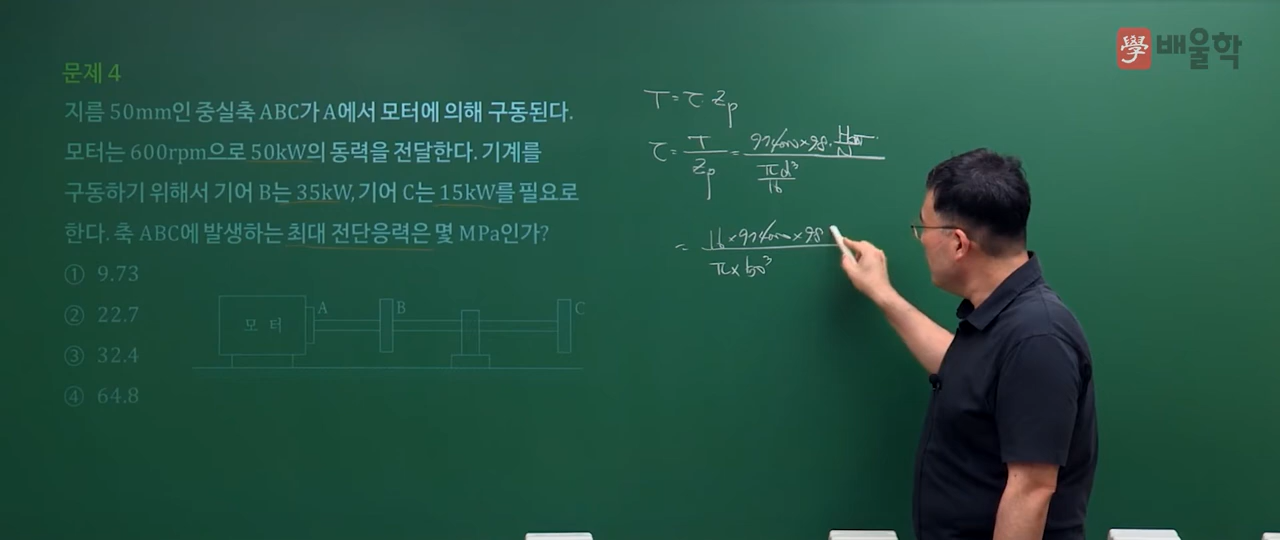 學 배울학
문제 4
지름 50mm인 중실축 ABC가 A에서 모터에 의해 구동된다.
모터는 600rpm으로 50kW의 동력을 전달한다. 기계를
구동하기 위해서 기어 B는 35kW, 기어 C는 15kW를 필요로
한다. 축 ABC에 발생하는 최대 전단응력은 몇 MPa인가?
① 9.73
② 22.7
③ 32.4
④ 64.8
모 터 A B C
T = τ · Zp
τ = T / Zp = 974000 × 9.8 · HkW / N / πd³ / 16
= 16 × 974000 × 9.8 / π × 50³